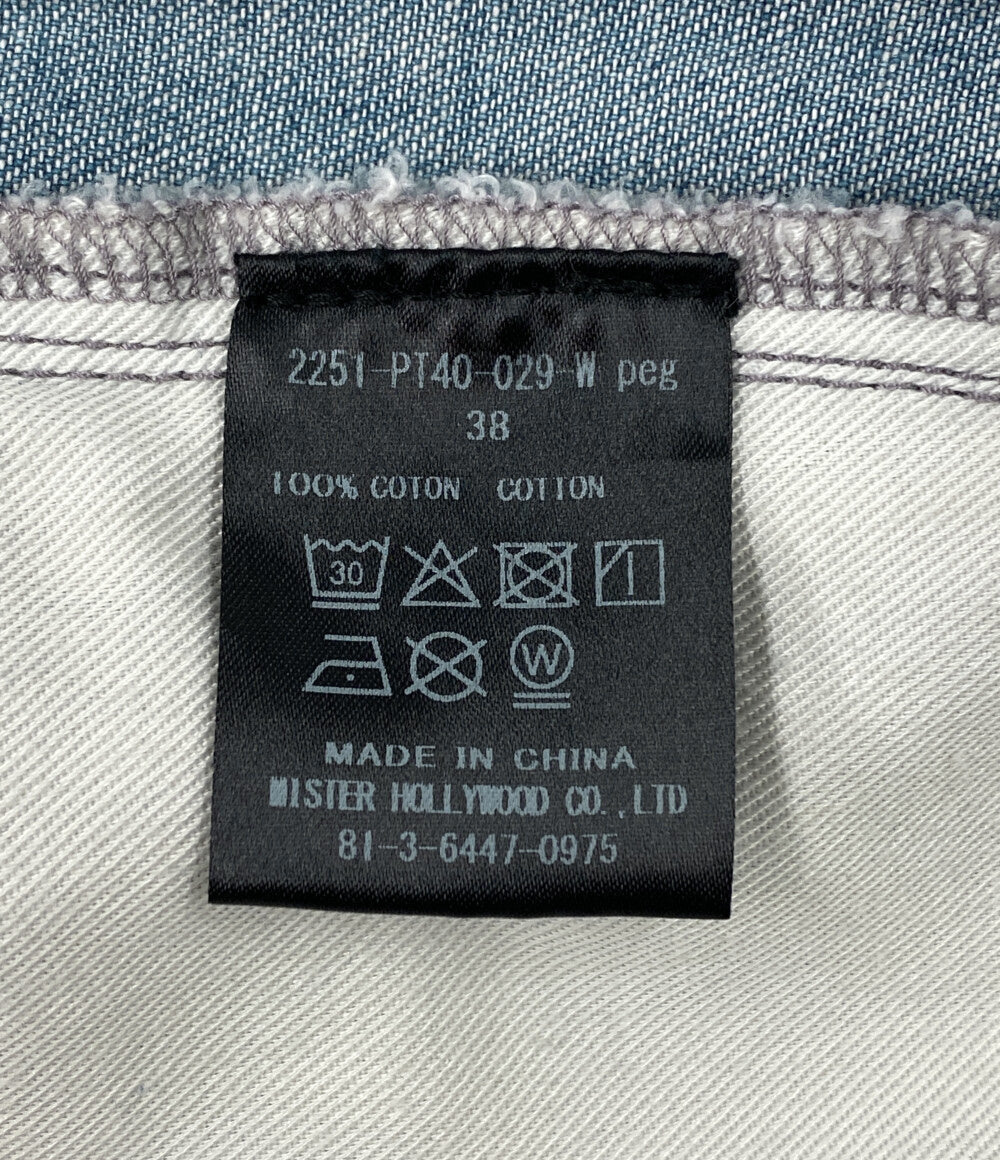 2251-PT40-029-W peg
38
100% COTON COTTON
30
W
MADE IN CHINA
MISTER HOLLYWOOD CO.,LTD
81-3-6447-0975